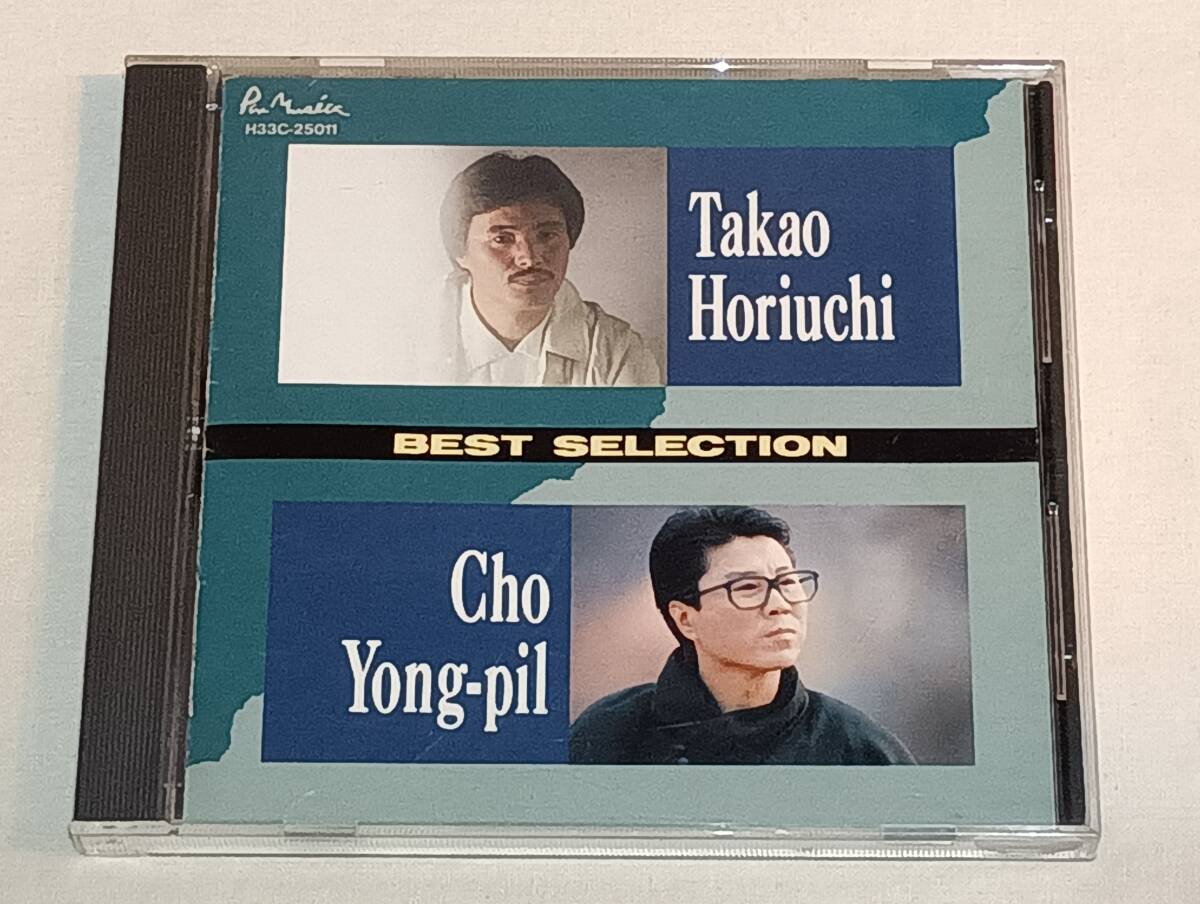 Pan Musica
H33C-25011
Takao
Horiuchi
BEST SELECTION
Cho
Yong-pil